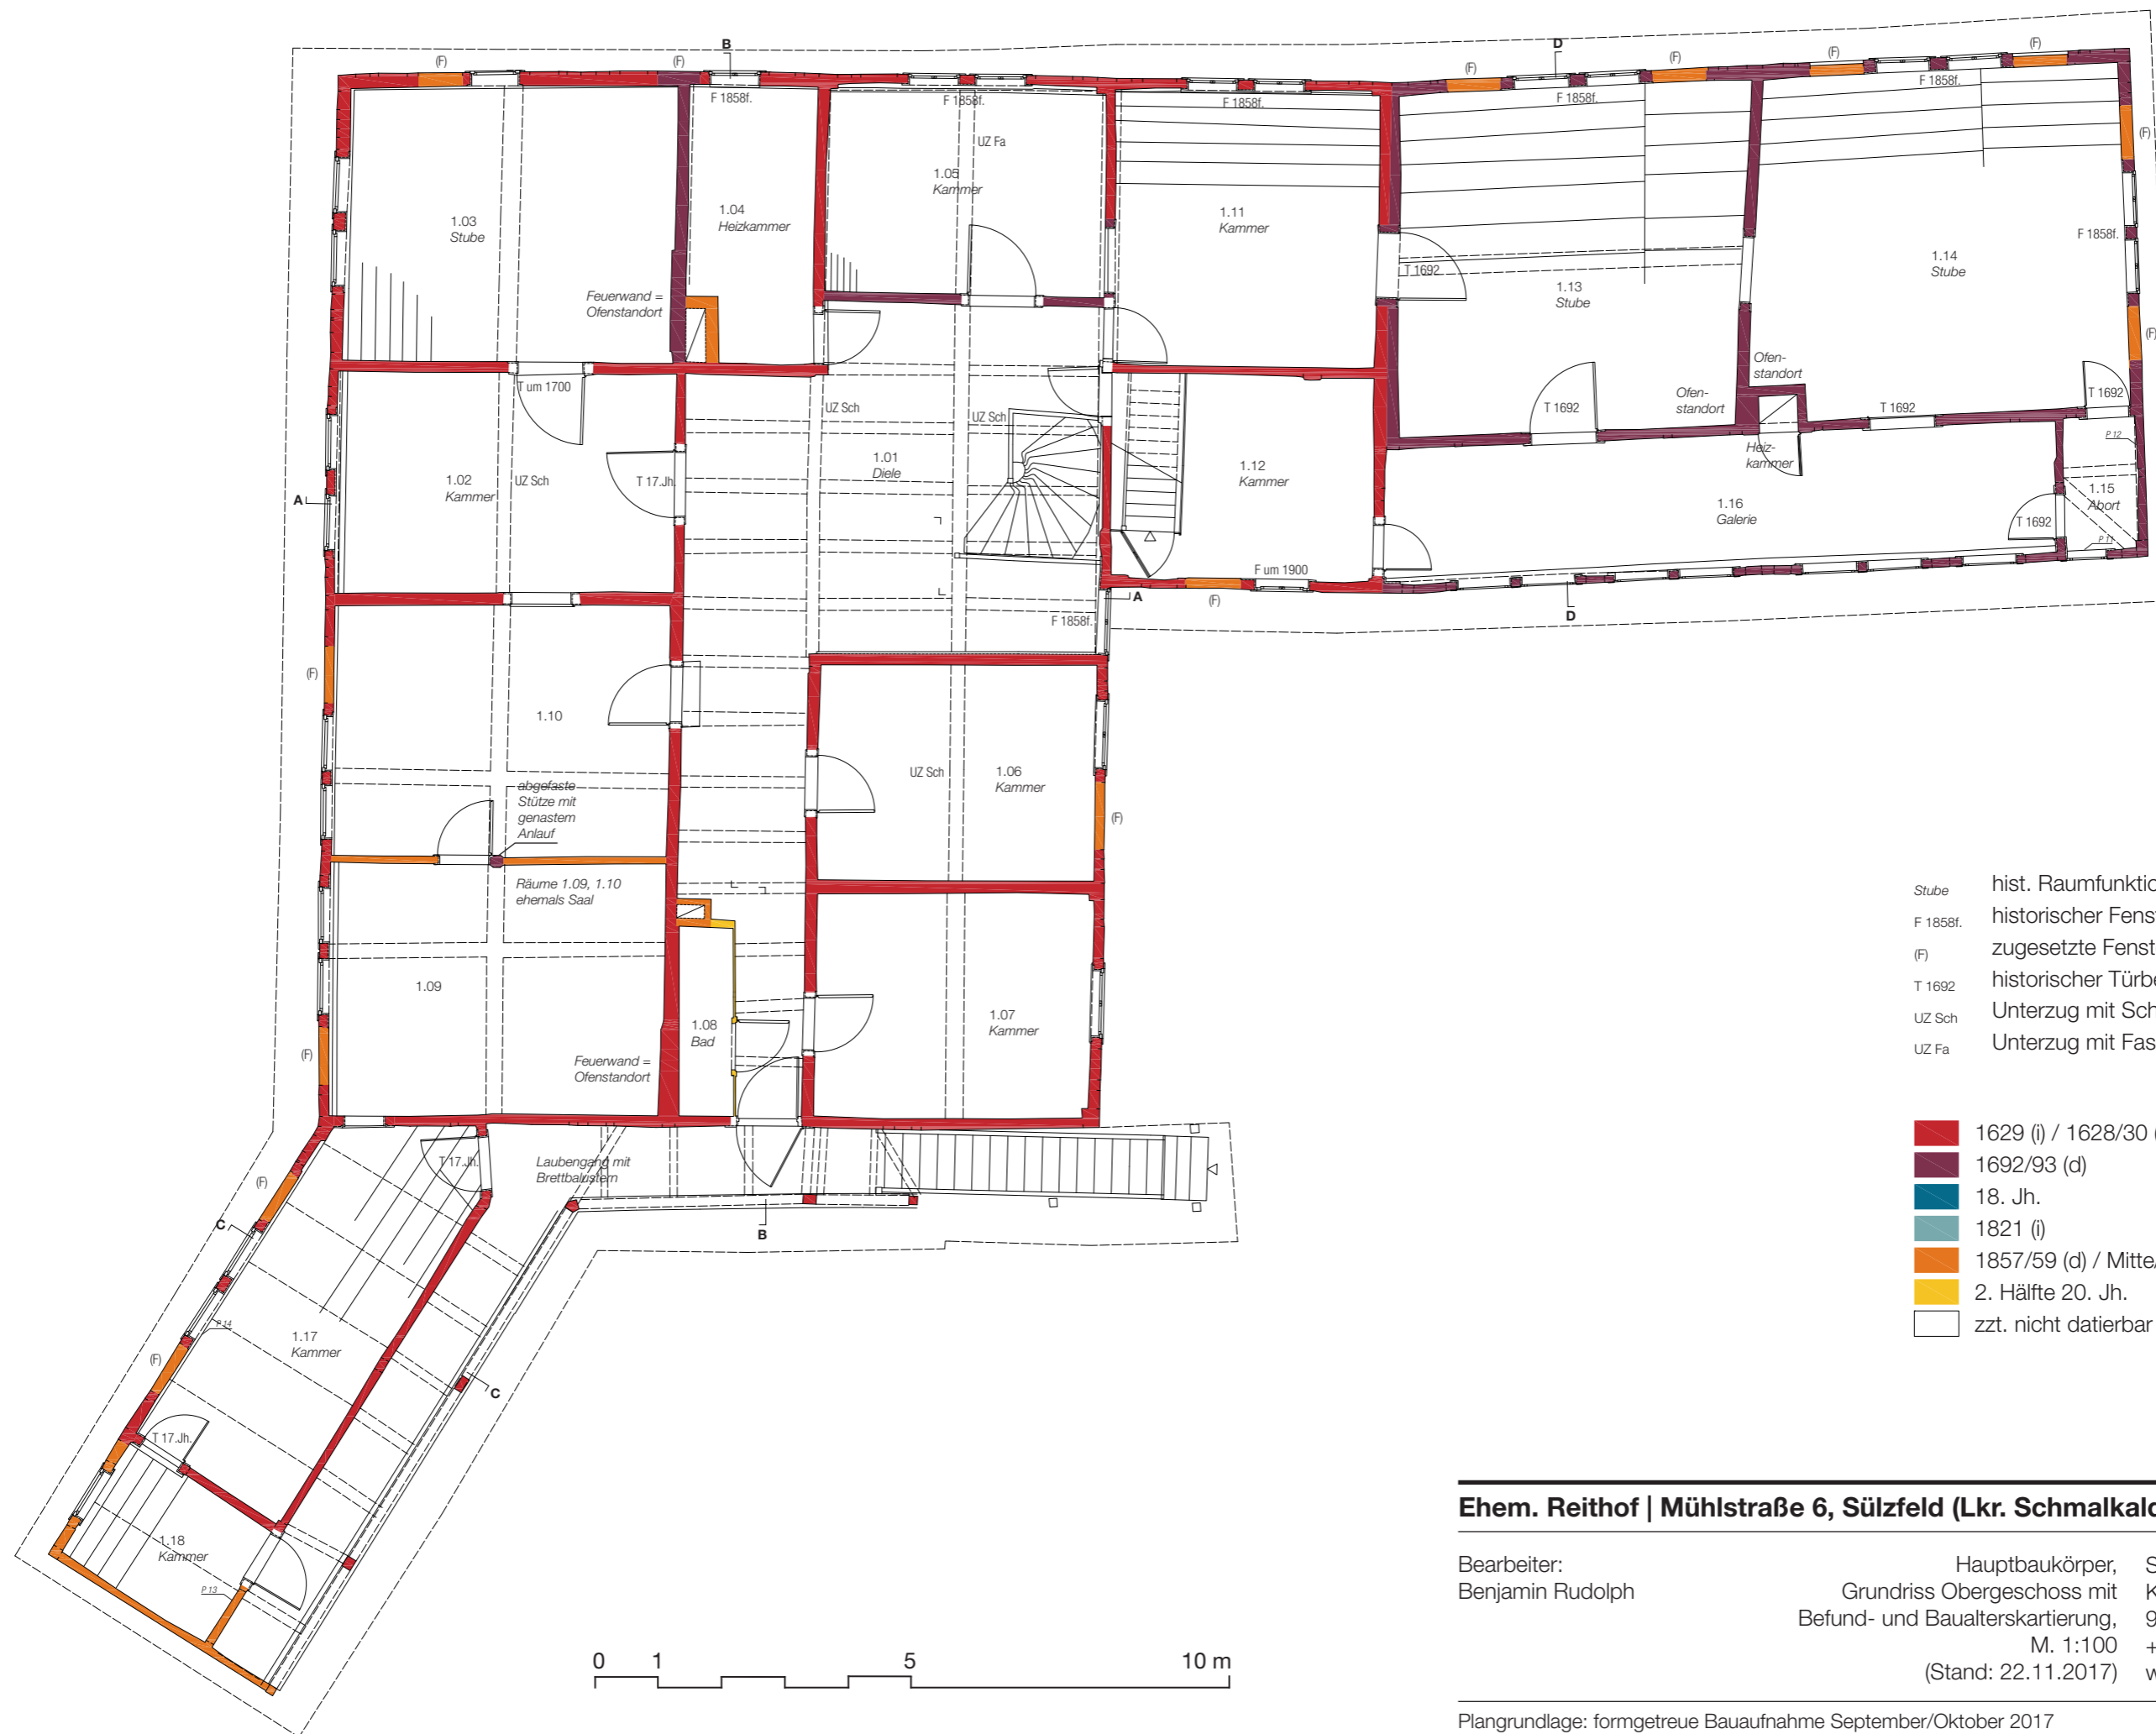 B
D
(F)
(F)
(F)
(F)
(F)
(F)
F 1858f.
F 1858f.
F 1858f.
F 1858f.
F 1858f.
UZ Fa
(F)
1.03
Stube
1.04
Heizkammer
1.05
Kammer
1.11
Kammer
1.13
Stube
1.14
Stube
F 1858f.
T 1692
Feuerwand =
Ofenstandort
(F)
Ofen-
standort
Ofen-
standort
T um 1700
UZ Sch
UZ Sch
T 1692
T 1692
T 1692
P 12
Heiz-
kammer
1.02
Kammer
UZ Sch
T 17.Jh.
1.01
Diele
1.12
Kammer
1.16
Galerie
1.15
Abort
T 1692
P 11
A
A
F um 1900
(F)
D
F 1858f.
(F)
1.10
UZ Sch
1.06
Kammer
(F)
abgefaste
Stütze mit
genastem
Anlauf
Räume 1.09, 1.10
ehemals Saal
1.09
1.08
Bad
1.07
Kammer
(F)
Feuerwand =
Ofenstandort
T 17.Jh.
Laubengang mit
Brettbalustern
(F)
C
B
P 14
1.17
Kammer
(F)
C
T 17.Jh.
1.18
Kammer
P 13
0 1 5 10 m
Stube hist. Raumfunktio
F 1858f. historischer Fens
(F) zugesetzte Fenst
T 1692 historischer Türbe
UZ Sch Unterzug mit Sch
UZ Fa Unterzug mit Fas
1629 (i) / 1628/30
1692/93 (d)
18. Jh.
1821 (i)
1857/59 (d) / Mitte
2. Hälfte 20. Jh.
zzt. nicht datierbar
Ehem. Reithof | Mühlstraße 6, Sülzfeld (Lkr. Schmalkald
Bearbeiter:
Benjamin Rudolph
Hauptbaukörper, S
Grundriss Obergeschoss mit K
Befund- und Baualterskartierung, 9
M. 1:100 +
(Stand: 22.11.2017) w
Plangrundlage: formgetreue Bauaufnahme September/Oktober 2017